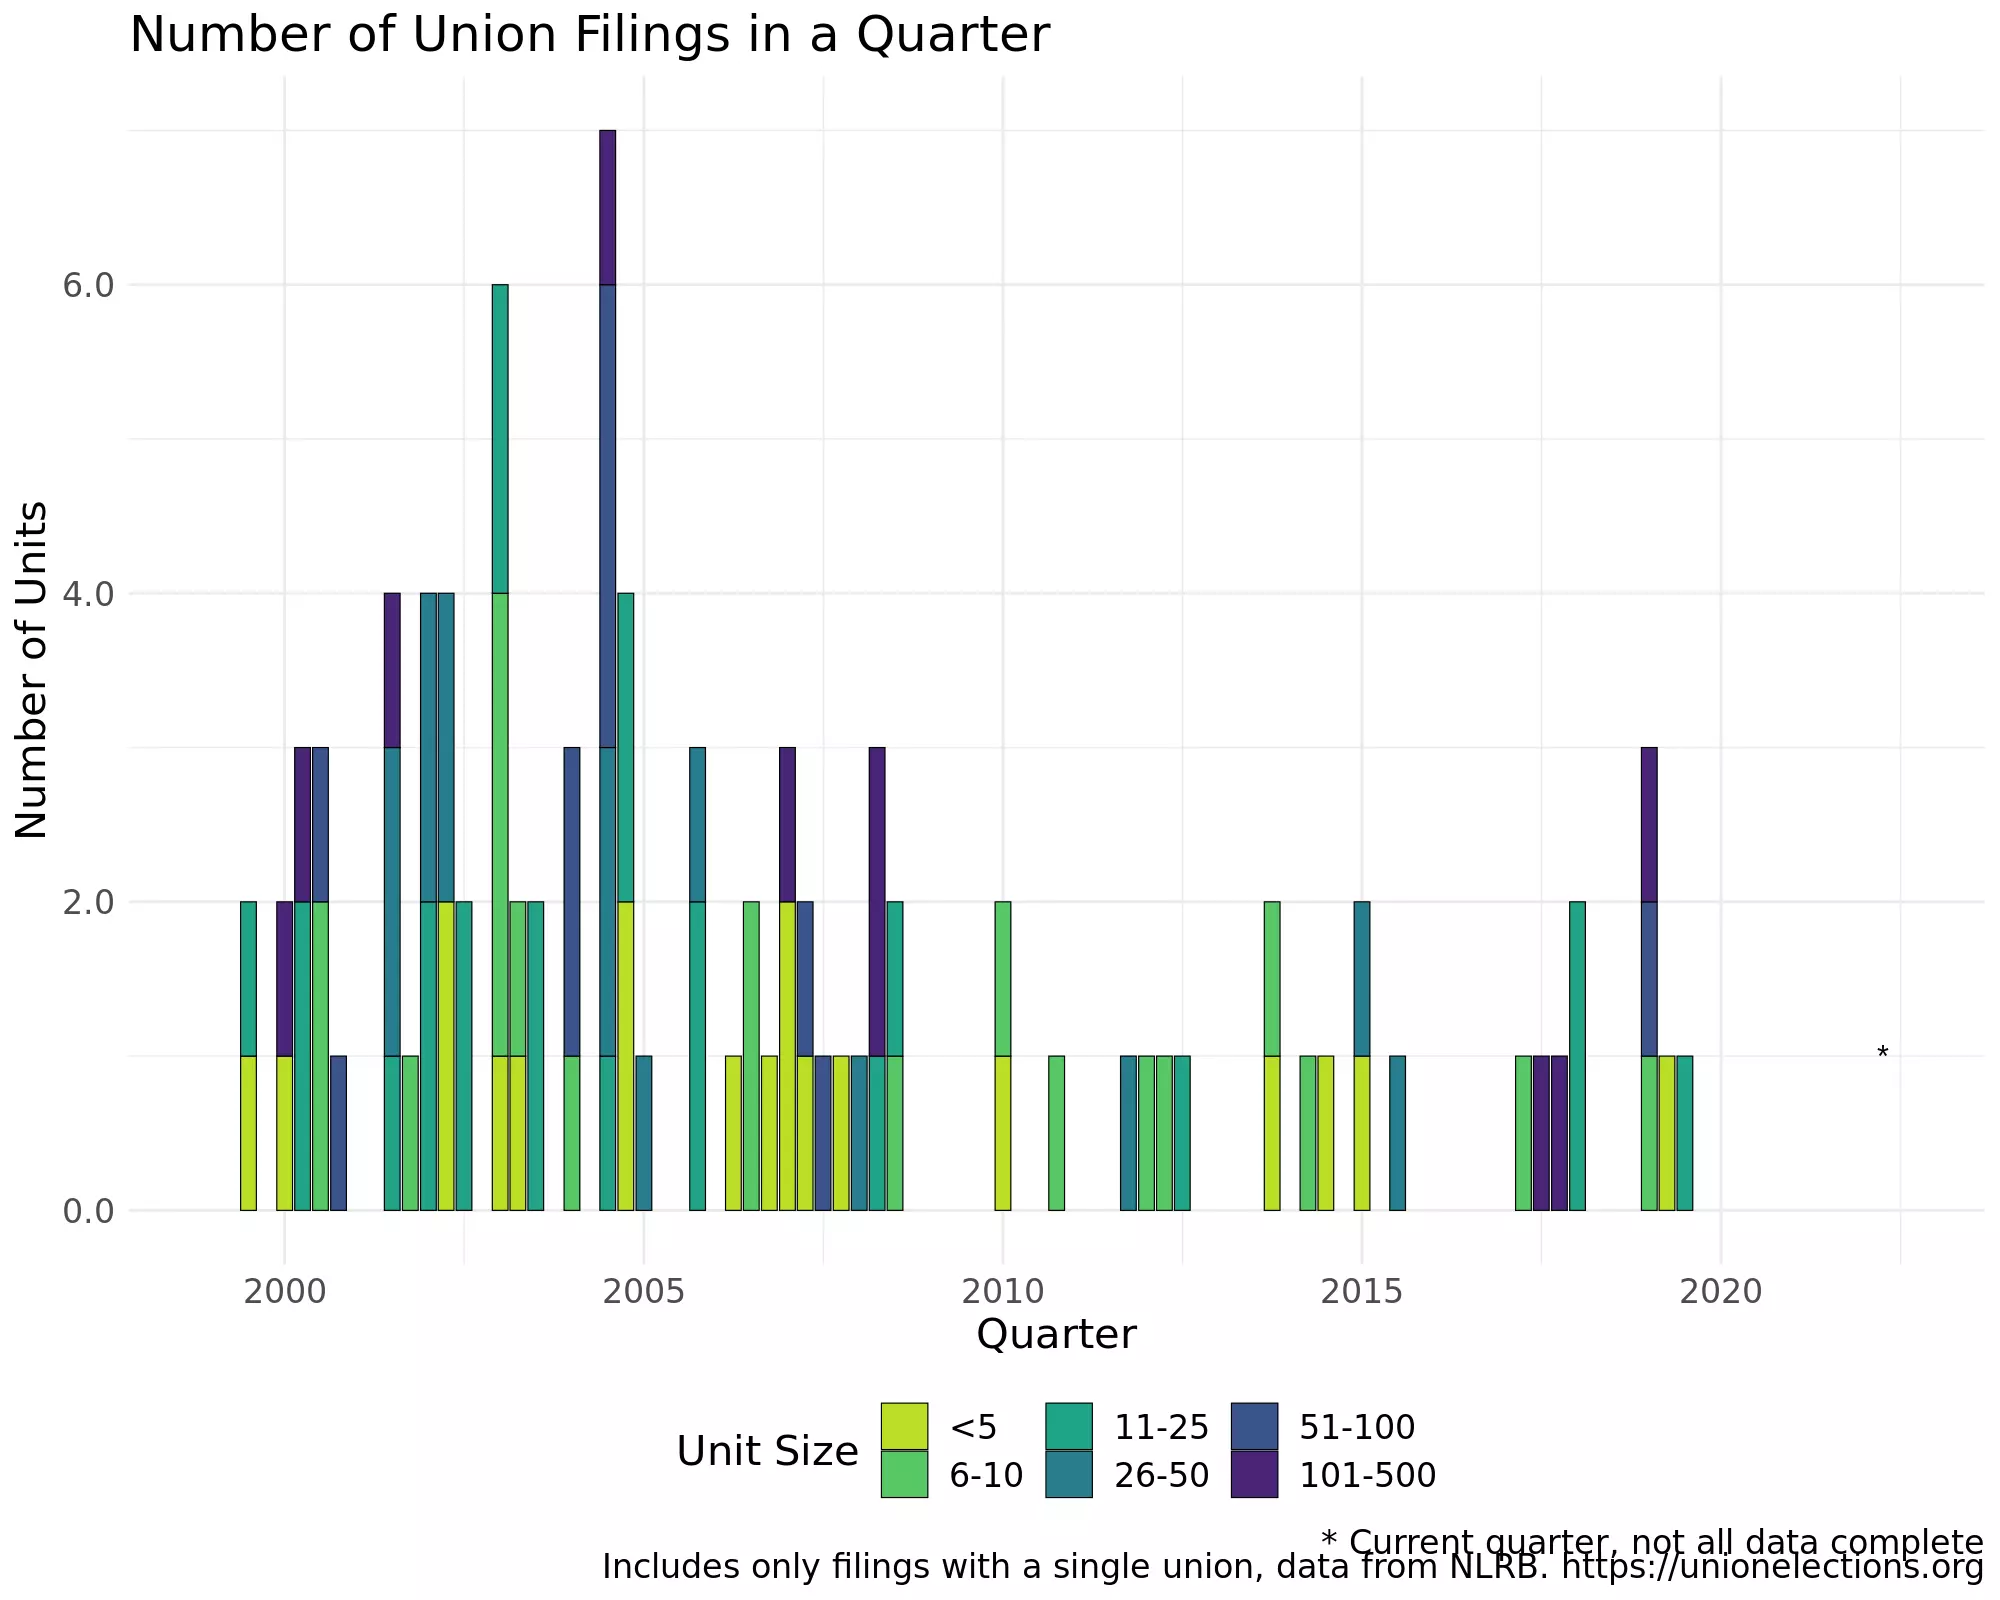 Number of Union Filings in a Quarter
Number of Units
6.0
4.0
2.0
0.0
*
2000 2005 2010 2015 2020
Quarter
Unit Size
<5 11-25 51-100
6-10 26-50 101-500
* Current quarter, not all data complete
Includes only filings with a single union, data from NLRB. https://unionelections.org